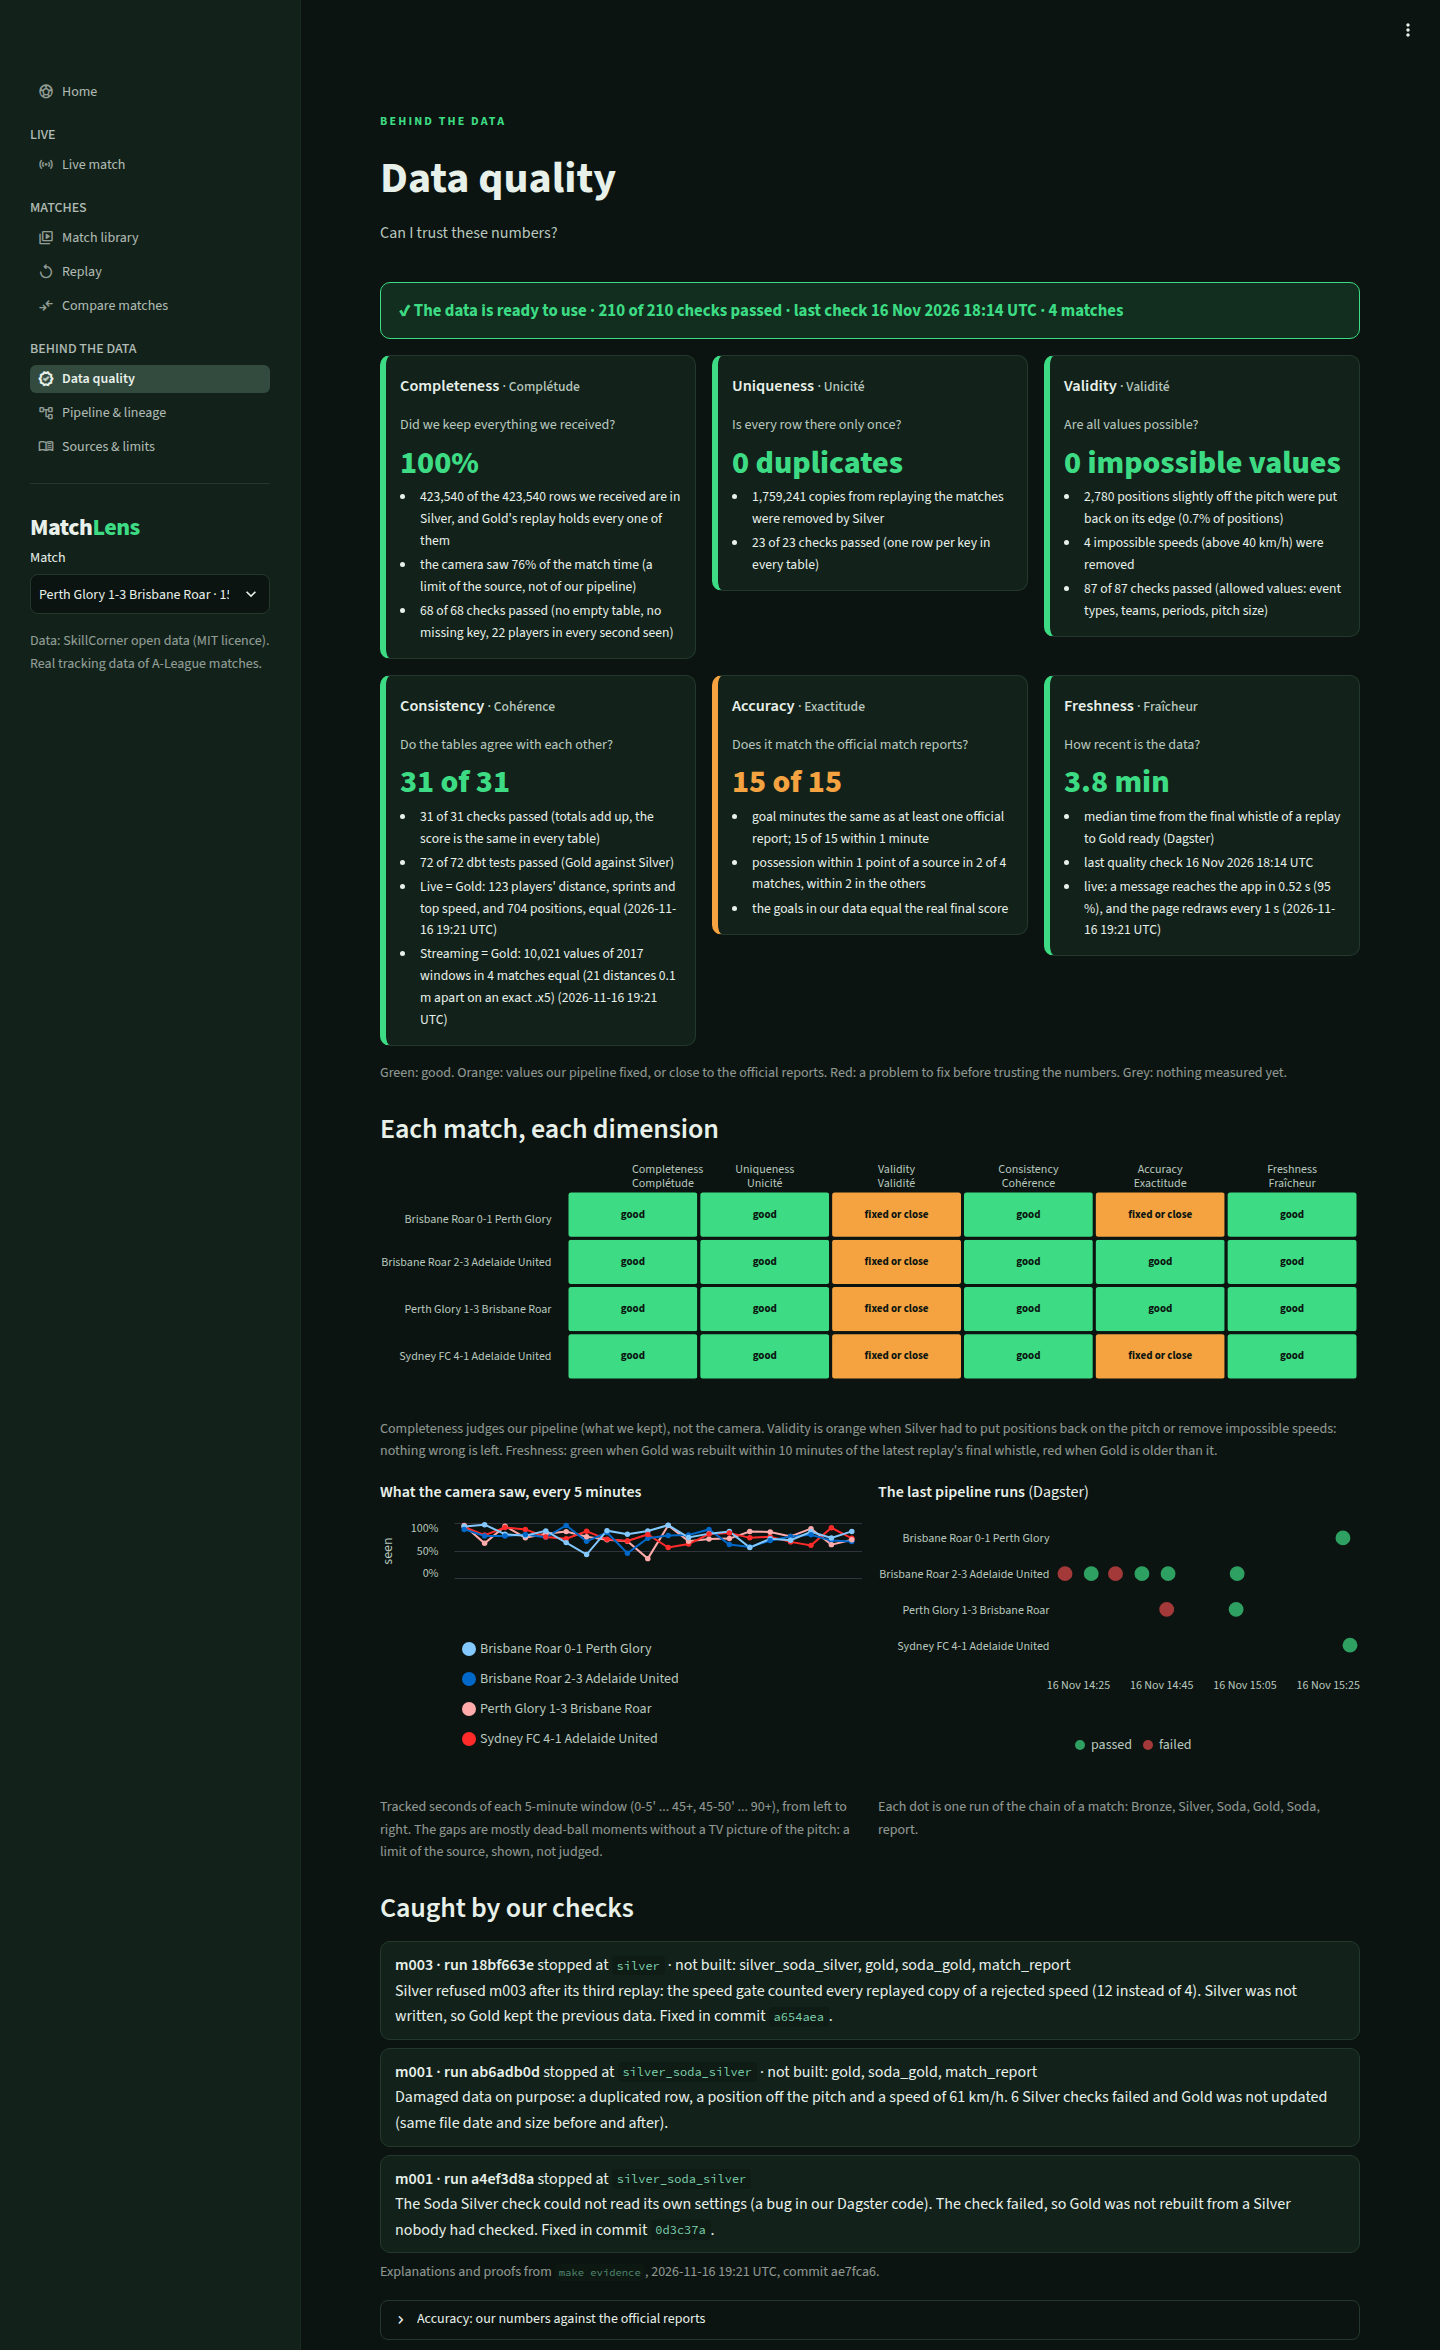 Home
LIVE
Live match
MATCHES
Match library
Replay
Compare matches
BEHIND THE DATA
Data quality
Pipeline & lineage
Sources & limits
MatchLens
Match
Perth Glory 1-3 Brisbane Roar · 15
Data: SkillCorner open data (MIT licence).
Real tracking data of A-League matches.
BEHIND THE DATA
Data quality
Can I trust these numbers?
✓ The data is ready to use · 210 of 210 checks passed · last check 16 Nov 2026 18:14 UTC · 4 matches
Completeness · Complétude
Did we keep everything we received?
100%
• 423,540 of the 423,540 rows we received are in
Silver, and Gold's replay holds every one of
them
• the camera saw 76% of the match time (a
limit of the source, not of our pipeline)
• 68 of 68 checks passed (no empty table, no
missing key, 22 players in every second seen)
Uniqueness · Unicité
Is every row there only once?
0 duplicates
• 1,759,241 copies from replaying the matches
were removed by Silver
• 23 of 23 checks passed (one row per key in
every table)
Validity · Validité
Are all values possible?
0 impossible values
• 2,780 positions slightly off the pitch were put
back on its edge (0.7% of positions)
• 4 impossible speeds (above 40 km/h) were
removed
• 87 of 87 checks passed (allowed values: event
types, teams, periods, pitch size)
Consistency · Cohérence
Do the tables agree with each other?
31 of 31
• 31 of 31 checks passed (totals add up, the
score is the same in every table)
• 72 of 72 dbt tests passed (Gold against Silver)
• Live = Gold: 123 players' distance, sprints and
top speed, and 704 positions, equal (2026-11-
16 19:21 UTC)
• Streaming = Gold: 10,021 values of 2017
windows in 4 matches equal (21 distances 0.1
m apart on an exact .x5) (2026-11-16 19:21
UTC)
Accuracy · Exactitude
Does it match the official match reports?
15 of 15
• goal minutes the same as at least one official
report; 15 of 15 within 1 minute
• possession within 1 point of a source in 2 of 4
matches, within 2 in the others
• the goals in our data equal the real final score
Freshness · Fraîcheur
How recent is the data?
3.8 min
• median time from the final whistle of a replay
to Gold ready (Dagster)
• last quality check 16 Nov 2026 18:14 UTC
• live: a message reaches the app in 0.52 s (95
%), and the page redraws every 1 s (2026-11-
16 19:21 UTC)
Green: good. Orange: values our pipeline fixed, or close to the official reports. Red: a problem to fix before trusting the numbers. Grey: nothing measured yet.
Each match, each dimension
Completeness Uniqueness Validity Consistency Accuracy Freshness
Complétude Unicité Validité Cohérence Exactitude Fraîcheur
Brisbane Roar 0-1 Perth Glory good good fixed or close good fixed or close good
Brisbane Roar 2-3 Adelaide United good good fixed or close good good good
Perth Glory 1-3 Brisbane Roar good good fixed or close good good good
Sydney FC 4-1 Adelaide United good good fixed or close good fixed or close good
Completeness judges our pipeline (what we kept), not the camera. Validity is orange when Silver had to put positions back on the pitch or remove impossible speeds:
nothing wrong is left. Freshness: green when Gold was rebuilt within 10 minutes of the latest replay's final whistle, red when Gold is older than it.
What the camera saw, every 5 minutes
seen
100%
50%
0%
Brisbane Roar 0-1 Perth Glory
Brisbane Roar 2-3 Adelaide United
Perth Glory 1-3 Brisbane Roar
Sydney FC 4-1 Adelaide United
Tracked seconds of each 5-minute window (0-5' ... 45+, 45-50' ... 90+), from left to
right. The gaps are mostly dead-ball moments without a TV picture of the pitch: a
limit of the source, shown, not judged.
The last pipeline runs (Dagster)
Brisbane Roar 0-1 Perth Glory
Brisbane Roar 2-3 Adelaide United
Perth Glory 1-3 Brisbane Roar
Sydney FC 4-1 Adelaide United
16 Nov 14:25 16 Nov 14:45 16 Nov 15:05 16 Nov 15:25
passed failed
Each dot is one run of the chain of a match: Bronze, Silver, Soda, Gold, Soda,
report.
Caught by our checks
m003 · run 18bf663e stopped at silver · not built: silver_soda_silver, gold, soda_gold, match_report
Silver refused m003 after its third replay: the speed gate counted every replayed copy of a rejected speed (12 instead of 4). Silver was not
written, so Gold kept the previous data. Fixed in commit a654aea .
m001 · run ab6adb0d stopped at silver_soda_silver · not built: gold, soda_gold, match_report
Damaged data on purpose: a duplicated row, a position off the pitch and a speed of 61 km/h. 6 Silver checks failed and Gold was not updated
(same file date and size before and after).
m001 · run a4ef3d8a stopped at silver_soda_silver
The Soda Silver check could not read its own settings (a bug in our Dagster code). The check failed, so Gold was not rebuilt from a Silver
nobody had checked. Fixed in commit 0d3c37a .
Explanations and proofs from make evidence , 2026-11-16 19:21 UTC, commit ae7fca6.
Accuracy: our numbers against the official reports